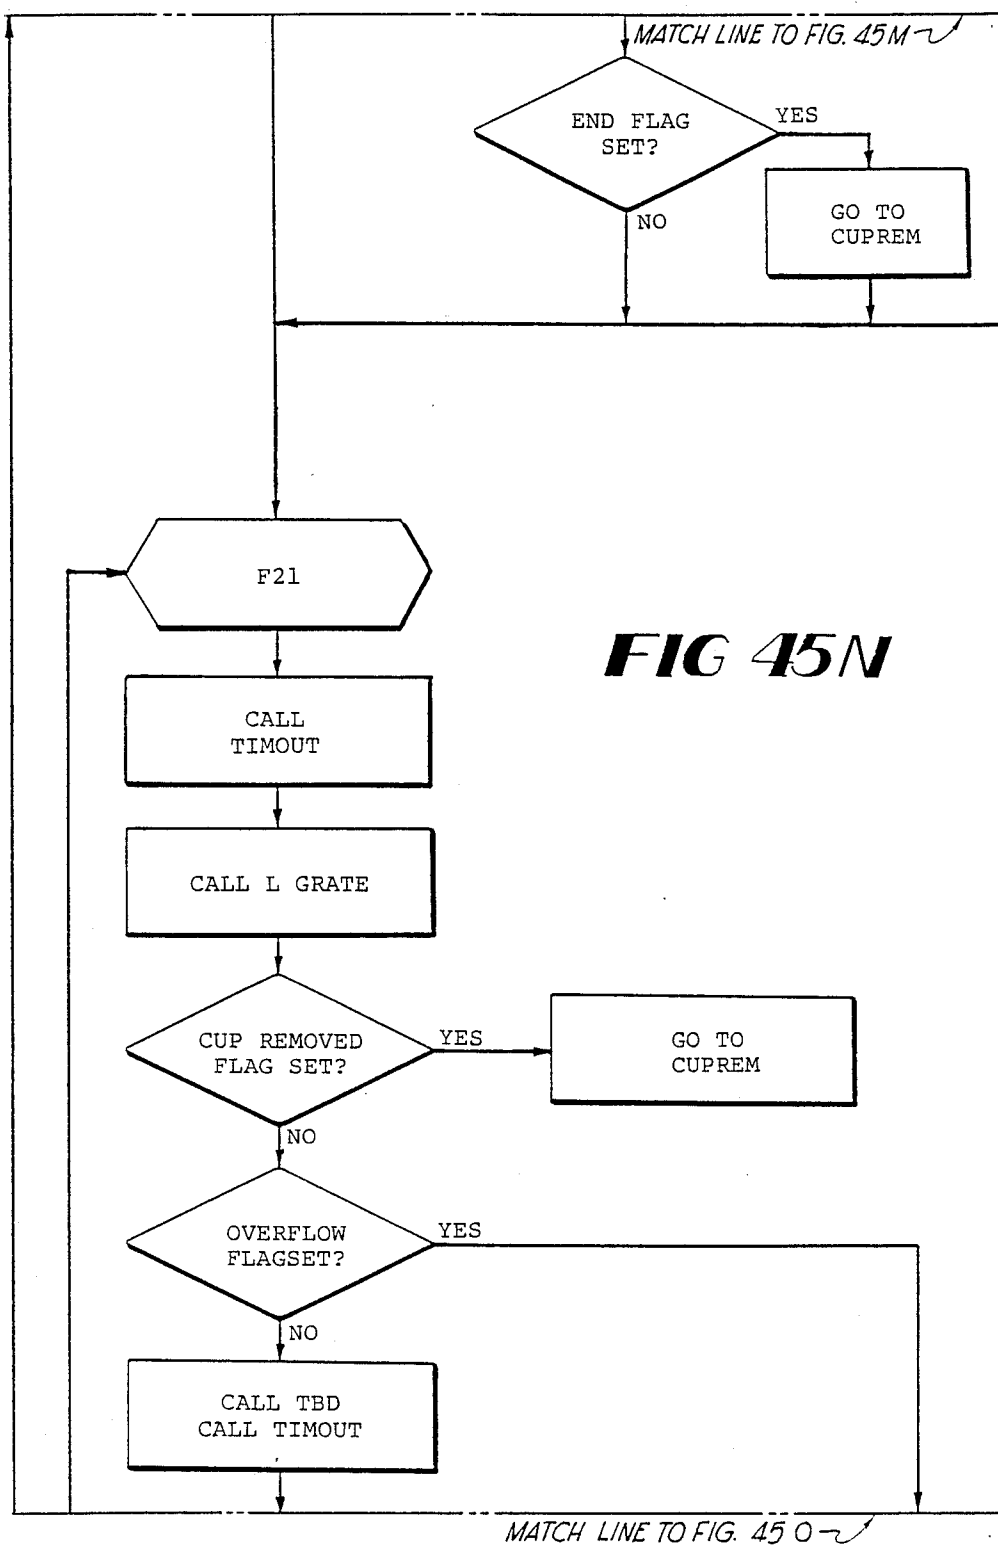 MATCH LINE TO FIG. 45M
END FLAG
SET?
YES
GO TO
CUPREM
NO
F21
FIG 45N
CALL
TIMOUT
CALL L GRATE
CUP REMOVED
FLAG SET?
YES
GO TO
CUPREM
NO
OVERFLOW
FLAGSET?
YES
NO
CALL TBD
CALL TIMOUT
MATCH LINE TO FIG. 45 O